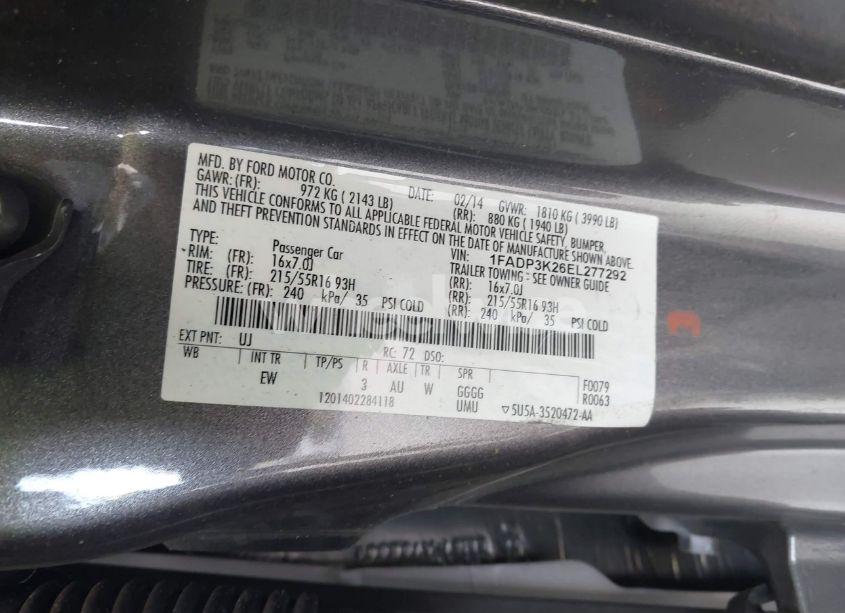 MFD. BY FORD MOTOR CO. DATE: 02/14 GVWR: 1810 KG ( 3990 LB)
GAWR: (FR): 972 KG ( 2143 LB) (RR): 880 KG ( 1940 LB)
THIS VEHICLE CONFORMS TO ALL APPLICABLE FEDERAL MOTOR VEHICLE SAFETY, BUMPER,
AND THEFT PREVENTION STANDARDS IN EFFECT ON THE DATE OF MANUFACTURE SHOWN ABOVE.
VIN: 1FADP3K26EL277292
TYPE: Passenger Car TRAILER TOWING: SEE OWNER GUIDE
RIM: (FR): 16x7.0J (RR): 16x7.0J
TIRE: (FR): 215/55R16 93H (RR): 215/55R16 93H
PRESSURE: (FR): 240 kPa/ 35 PSI COLD (RR): 240 kPa/ 35 PSI COLD
EXT PNT: UJ RC: 72 DSO:
WB INT TR TP/PS R AXLE TR SPR F0079
EW 3 AU W GGGG R0063
1201402284118 UMU ▽5U5A-3520472-AA
3